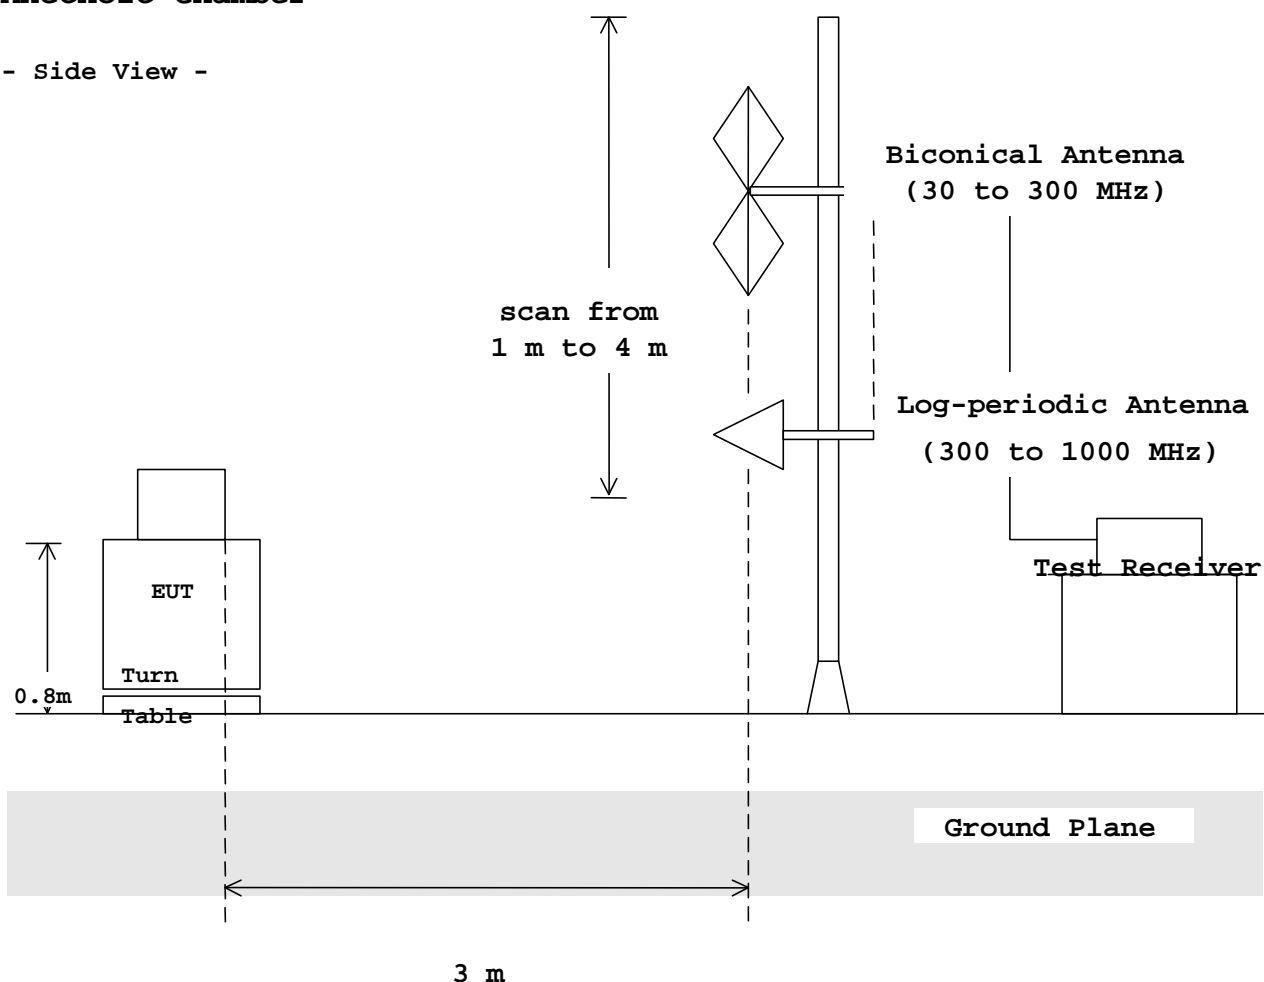 - Side View -
Biconical Antenna
(30 to 300 MHz)
scan from
1 m to 4 m
Log-periodic Antenna
(300 to 1000 MHz)
Test Receiver
EUT
Turn
0.8m
Table
Ground Plane
3 m